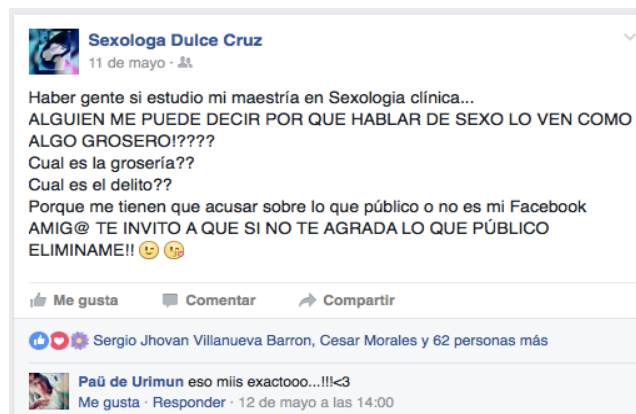 Sexologa Dulce Cruz
11 de mayo ·
Haber gente si estudio mi maestría en Sexologia clínica...
ALGUIEN ME PUEDE DECIR POR QUE HABLAR DE SEXO LO VEN COMO
ALGO GROSERO!????
Cual es la grosería??
Cual es el delito??
Porque me tienen que acusar sobre lo que público o no es mi Facebook
AMIG@ TE INVITO A QUE SI NO TE AGRADA LO QUE PÚBLICO
ELIMINAME!! 😉 😘
Me gusta Comentar Compartir
Sergio Jhovan Villanueva Barron, Cesar Morales y 62 personas más
Paü de Urimun eso miis exactooo...!!!<3
Me gusta · Responder · 12 de mayo a las 14:00